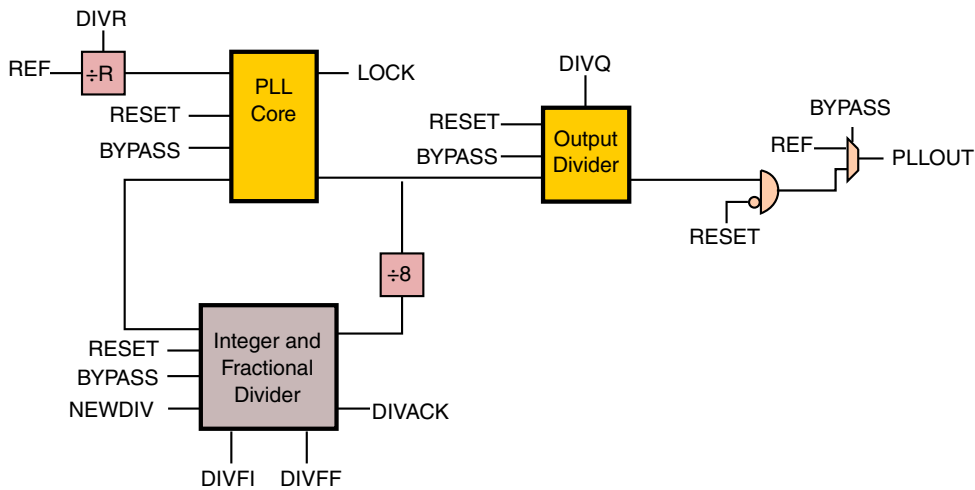 DIVR
REF
÷R
PLL
Core
LOCK
RESET
BYPASS
DIVQ
RESET
BYPASS
Output
Divider
BYPASS
REF
PLLOUT
RESET
÷8
Integer and
Fractional
Divider
RESET
BYPASS
NEWDIV
DIVACK
DIVFI
DIVFF